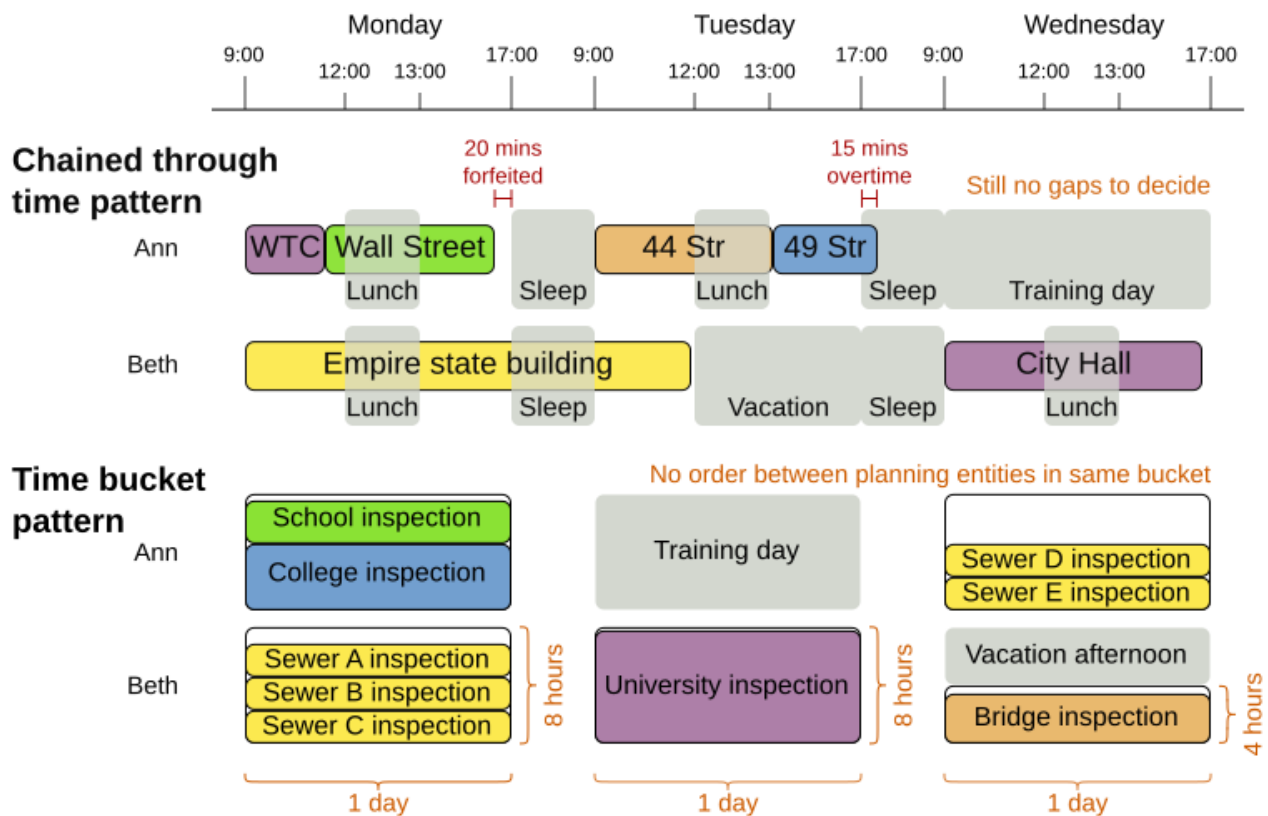 Monday
Tuesday
Wednesday
9:00
17:00
9:00
17:00
9:00
17:00
12:00
13:00
12:00
13:00
12:00
13:00
Chained through
time pattern
20 mins
forfeited
15 mins
overtime
Still no gaps to decide
Ann
WTC
Wall Street
44 Str
49 Str
Lunch
Sleep
Lunch
Sleep
Training day
Beth
Empire state building
City Hall
Lunch
Sleep
Vacation
Sleep
Lunch
Time bucket
pattern
No order between planning entities in same bucket
Ann
School inspection
College inspection
Training day
Sewer D inspection
Sewer E inspection
Beth
Sewer A inspection
Sewer B inspection
Sewer C inspection
8 hours
University inspection
8 hours
Vacation afternoon
Bridge inspection
4 hours
1 day
1 day
1 day